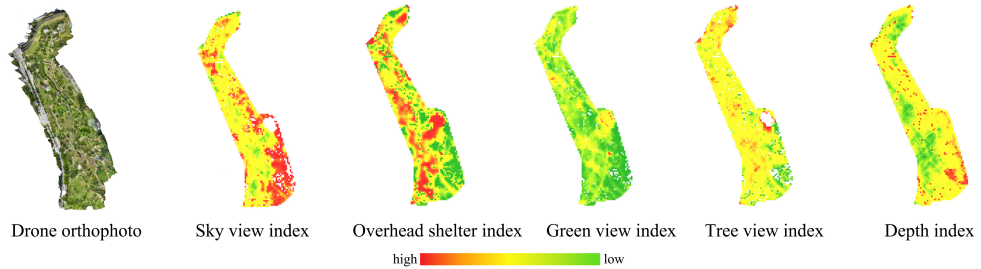 Drone orthophoto
Sky view index
Overhead shelter index
Green view index
Tree view index
Depth index
high
low